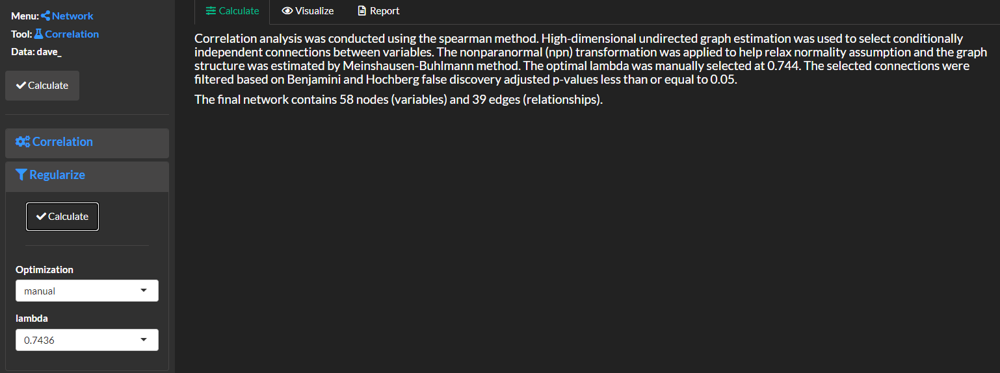 Menu: Network
Tool: Correlation
Data: dave_
Calculate
Correlation
Regularize
Calculate
Optimization
manual
lambda
0.7436
Calculate Visualize Report
Correlation analysis was conducted using the spearman method. High-dimensional undirected graph estimation was used to select conditionally
independent connections between variables. The nonparanormal (npn) transformation was applied to help relax normality assumption and the graph
structure was estimated by Meinshausen-Buhlmann method. The optimal lambda was manually selected at 0.744. The selected connections were
filtered based on Benjamini and Hochberg false discovery adjusted p-values less than or equal to 0.05.
The final network contains 58 nodes (variables) and 39 edges (relationships).